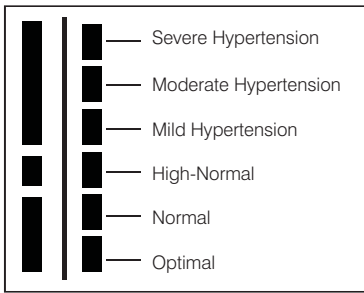 Severe Hypertension
Moderate Hypertension
Mild Hypertension
High-Normal
Normal
Optimal